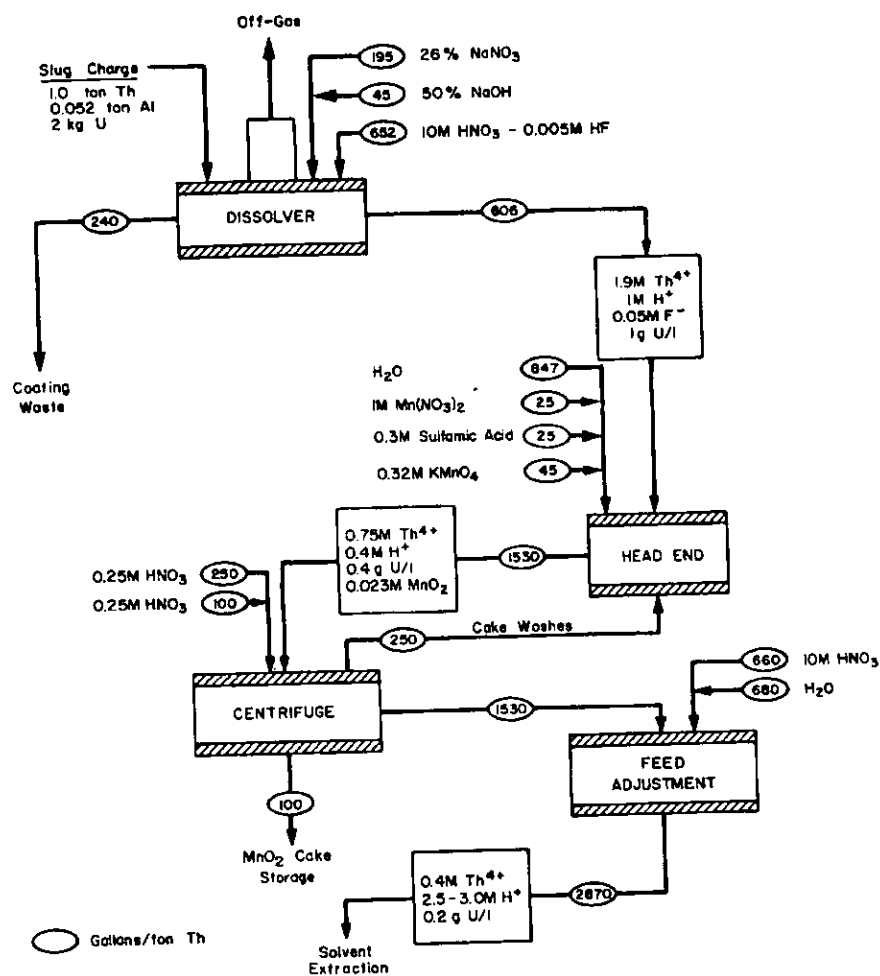 Off-Gas
Slug Charge
1.0 ton Th
0.052 ton Al
2 kg U
195 26% NaNO₃
45 50% NaOH
652 10M HNO₃ - 0.005M HF
DISSOLVER
240
606
Coating
Waste
1.9M Th⁴⁺
1M H⁺
0.05M F⁻
1g U/l
H₂O 847
1M Mn(NO₃)₂ 25
0.3M Sulfamic Acid 25
0.32M KMnO₄ 45
HEAD END
1530
0.75M Th⁴⁺
0.4M H⁺
0.4 g U/l
0.023M MnO₂
0.25M HNO₃ 250
0.25M HNO₃ 100
Cake Washes
250
CENTRIFUGE
1530
660 10M HNO₃
680 H₂O
FEED
ADJUSTMENT
100
MnO₂ Cake
Storage
0.4M Th⁴⁺
2.5-3.0M H⁺
0.2 g U/l
2870
Solvent
Extraction
Gallons/ton Th